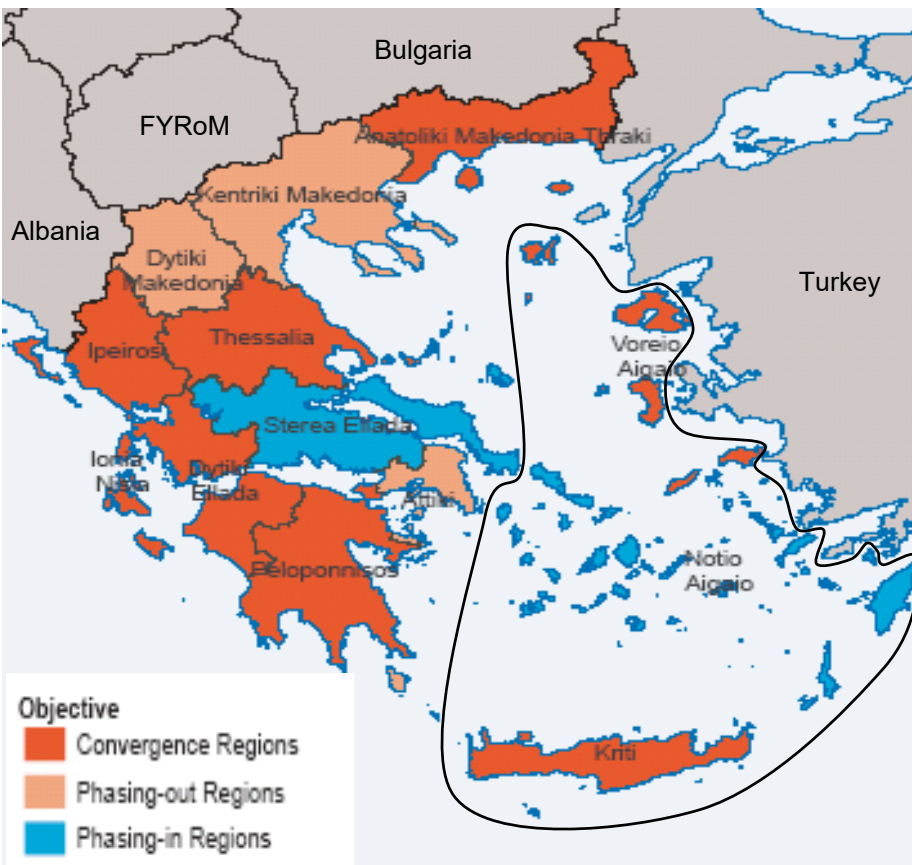 Bulgaria
FYRoM
Anatoliki Makedonia Thraki
Kentriki Makedonia
Albania
Dytiki
Makedonia
Turkey
Ipeiros
Thessalia
Voreio
Aigaio
Sterea Ellada
Ionia
Nisia
Dytiki
Ellada
Attiki
Peloponnisos
Notio
Aigaio
Kriti
Objective
Convergence Regions
Phasing-out Regions
Phasing-in Regions